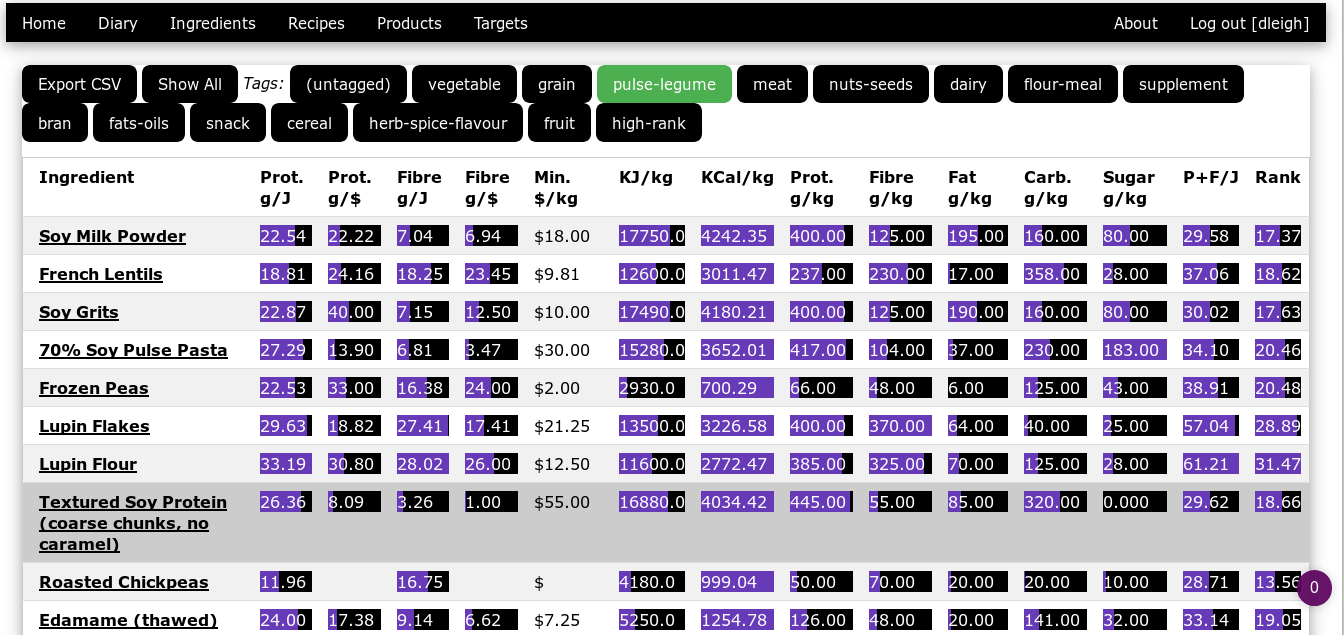 Home Diary Ingredients Recipes Products Targets About Log out [dleigh]
Export CSV Show All Tags: (untagged) vegetable grain pulse-legume meat nuts-seeds dairy flour-meal supplement
bran fats-oils snack cereal herb-spice-flavour fruit high-rank
Ingredient Prot. g/J Prot. g/$ Fibre g/J Fibre g/$ Min. $/kg KJ/kg KCal/kg Prot. g/kg Fibre g/kg Fat g/kg Carb. g/kg Sugar g/kg P+F/J Rank
Soy Milk Powder 22.54 22.22 7.04 6.94 $18.00 17750.0 4242.35 400.00 125.00 195.00 160.00 80.00 29.58 17.37
French Lentils 18.81 24.16 18.25 23.45 $9.81 12600.0 3011.47 237.00 230.00 17.00 358.00 28.00 37.06 18.62
Soy Grits 22.87 40.00 7.15 12.50 $10.00 17490.0 4180.21 400.00 125.00 190.00 160.00 80.00 30.02 17.63
70% Soy Pulse Pasta 27.29 13.90 6.81 3.47 $30.00 15280.0 3652.01 417.00 104.00 37.00 230.00 183.00 34.10 20.46
Frozen Peas 22.53 33.00 16.38 24.00 $2.00 2930.0 700.29 66.00 48.00 6.00 125.00 43.00 38.91 20.48
Lupin Flakes 29.63 18.82 27.41 17.41 $21.25 13500.0 3226.58 400.00 370.00 64.00 40.00 25.00 57.04 28.89
Lupin Flour 33.19 30.80 28.02 26.00 $12.50 11600.0 2772.47 385.00 325.00 70.00 125.00 28.00 61.21 31.47
Textured Soy Protein 26.36 8.09 3.26 1.00 $55.00 16880.0 4034.42 445.00 55.00 85.00 320.00 0.000 29.62 18.66
(coarse chunks, no
caramel)
Roasted Chickpeas 11.96 16.75 $ 4180.0 999.04 50.00 70.00 20.00 20.00 10.00 28.71 13.56
0
Edamame (thawed) 24.00 17.38 9.14 6.62 $7.25 5250.0 1254.78 126.00 48.00 20.00 141.00 32.00 33.14 19.05